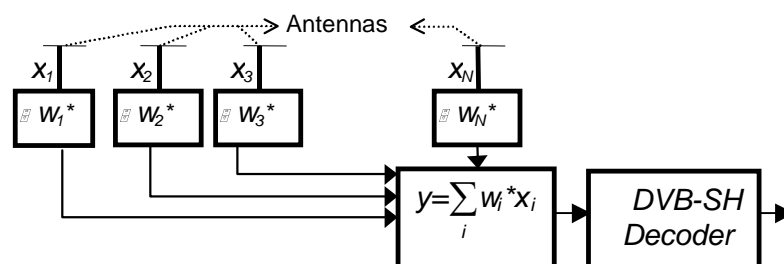 Antennas
x1 x2 x3 xN
w1* w2* w3* wN*
y=∑wi*xi
i
DVB-SH
Decoder